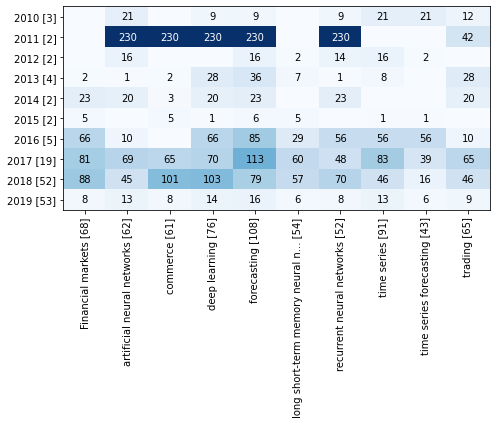 2010 [3] 21 9 9 9 21 21 12
2011 [2] 230 230 230 230 230 42
2012 [2] 16 16 2 14 16 2
2013 [4] 2 1 2 28 36 7 1 8 28
2014 [2] 23 20 3 20 23 23 20
2015 [2] 5 5 1 6 5 1 1
2016 [5] 66 10 66 85 29 56 56 56 10
2017 [19] 81 69 65 70 113 60 48 83 39 65
2018 [52] 88 45 101 103 79 57 70 46 16 46
2019 [53] 8 13 8 14 16 6 8 13 6 9
Financial markets [68]
artificial neural networks [62]
commerce [61]
deep learning [76]
forecasting [108]
long short-term memory neural n... [54]
recurrent neural networks [52]
time series [91]
time series forecasting [43]
trading [65]